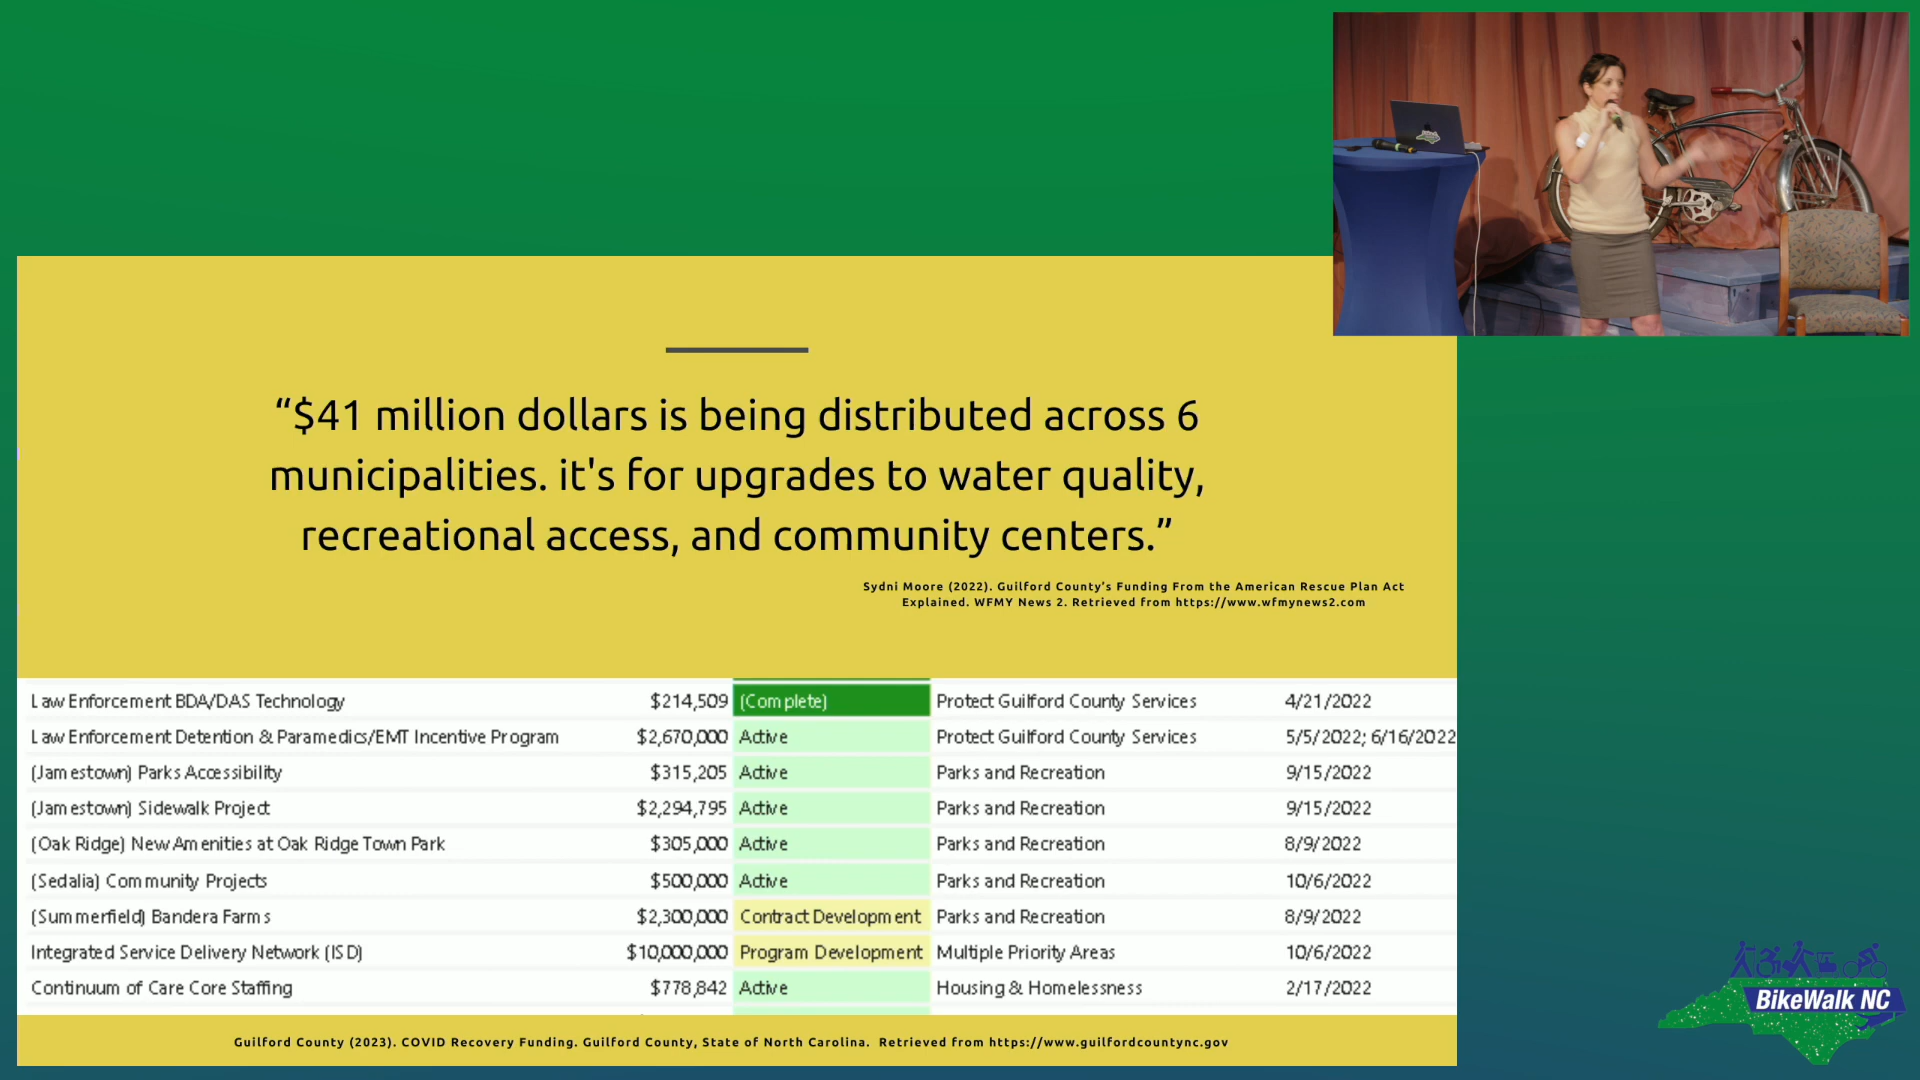 “$41 million dollars is being distributed across 6
municipalities. it's for upgrades to water quality,
recreational access, and community centers.”
Sydni Moore (2022). Guilford County's Funding From the American Rescue Plan Act
Explained. WFMY News 2. Retrieved from https://www.wfmynews2.com
Law Enforcement BDA/DAS Technology $214,509 (Complete) Protect Guilford County Services 4/21/2022
Law Enforcement Detention & Paramedics/EMT Incentive Program $2,670,000 Active Protect Guilford County Services 5/5/2022; 6/16/2022
(Jamestown) Parks Accessibility $315,205 Active Parks and Recreation 9/15/2022
(Jamestown) Sidewalk Project $2,294,795 Active Parks and Recreation 9/15/2022
(Oak Ridge) New Amenities at Oak Ridge Town Park $305,000 Active Parks and Recreation 8/9/2022
(Sedalia) Community Projects $500,000 Active Parks and Recreation 10/6/2022
(Summerfield) Bandera Farms $2,300,000 Contract Development Parks and Recreation 8/9/2022
Integrated Service Delivery Network (ISD) $10,000,000 Program Development Multiple Priority Areas 10/6/2022
Continuum of Care Core Staffing $778,842 Active Housing & Homelessness 2/17/2022
Guilford County (2023). COVID Recovery Funding. Guilford County, State of North Carolina. Retrieved from https://www.guilfordcountync.gov
BikeWalk NC